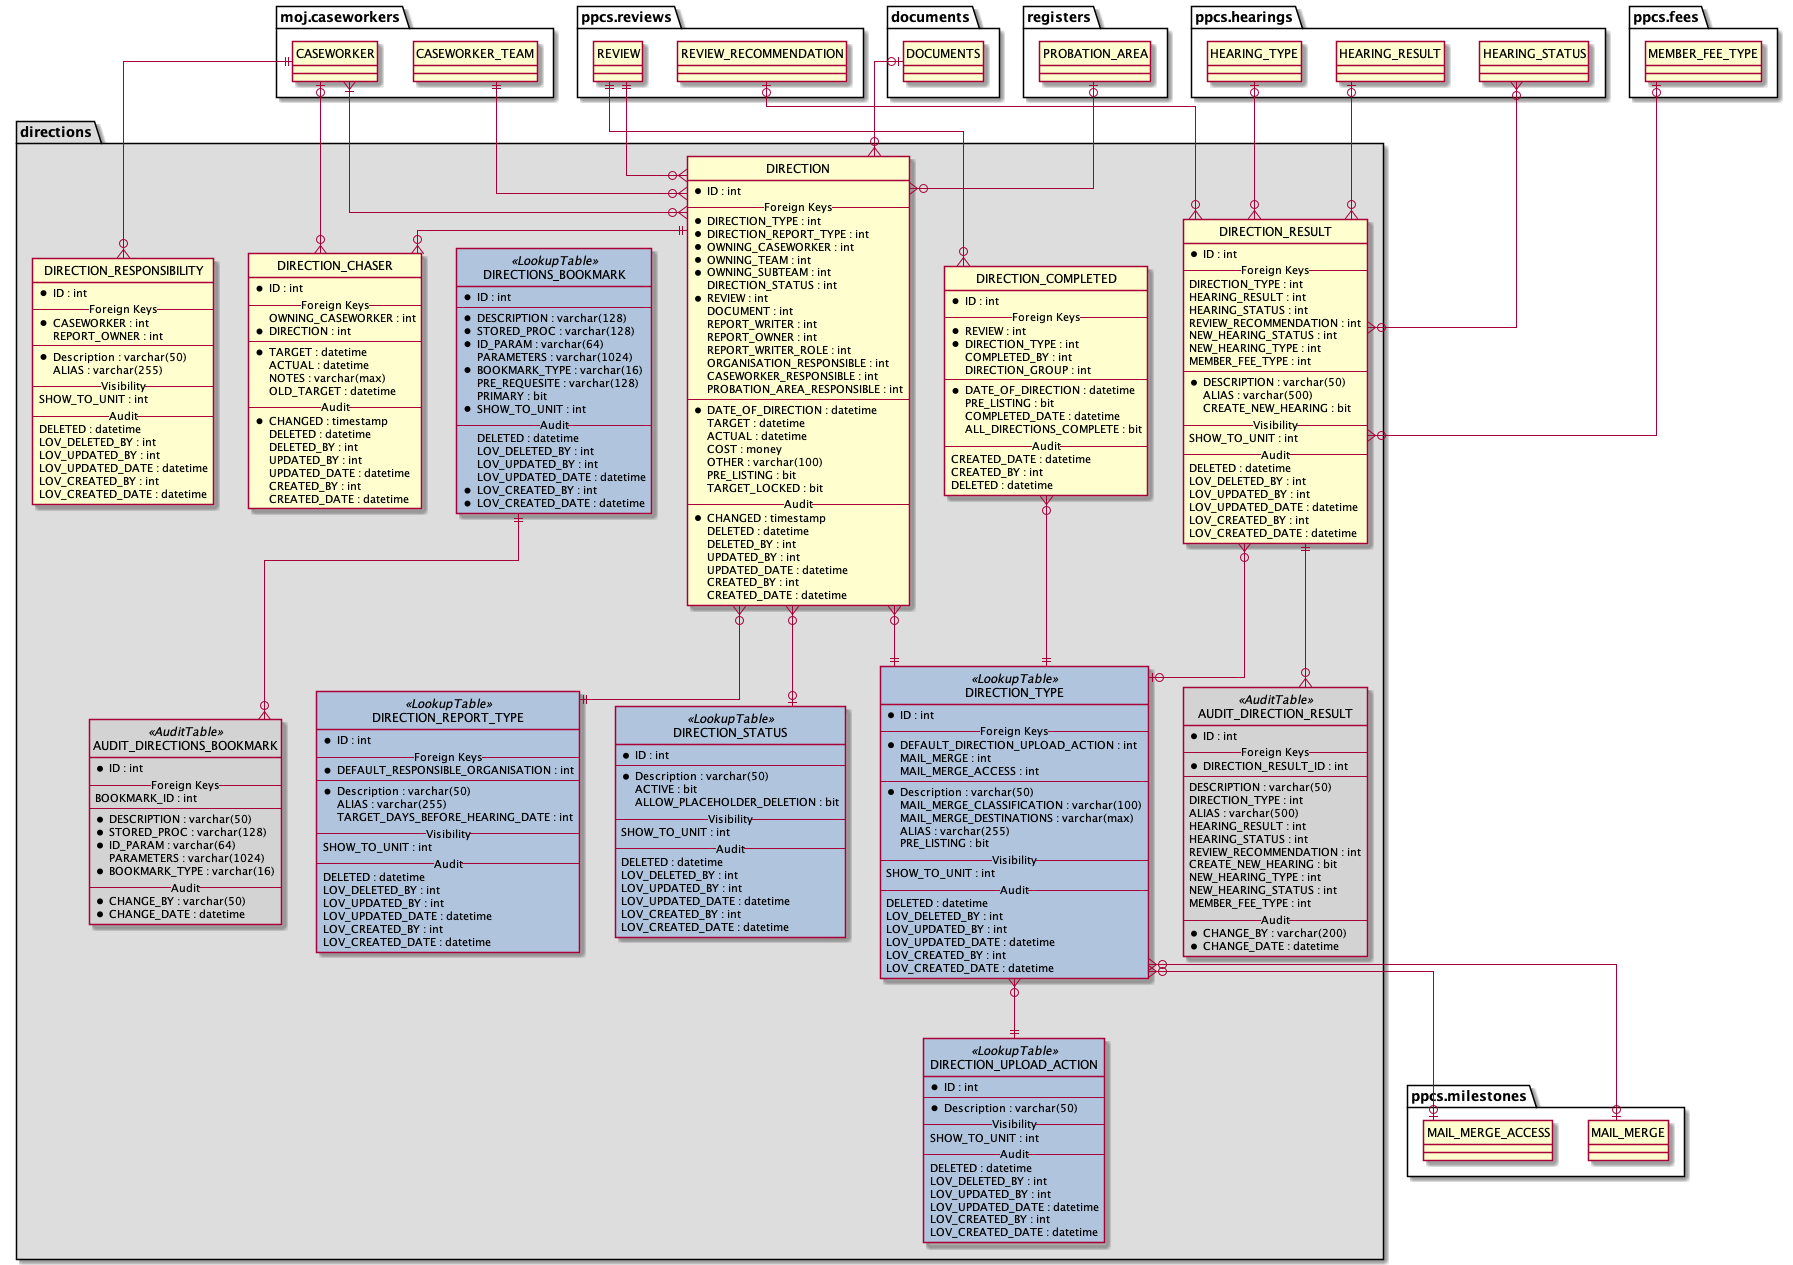 moj.caseworkers
CASEWORKER
CASEWORKER_TEAM
ppcs.reviews
REVIEW
REVIEW_RECOMMENDATION
documents
DOCUMENTS
registers
PROBATION_AREA
ppcs.hearings
HEARING_TYPE
HEARING_RESULT
HEARING_STATUS
ppcs.fees
MEMBER_FEE_TYPE
directions
DIRECTION_RESPONSIBILITY
ID : int
Foreign Keys
CASEWORKER : int
REPORT_OWNER : int
Description : varchar(50)
ALIAS : varchar(255)
Visibility
SHOW_TO_UNIT : int
Audit
DELETED : datetime
LOV_DELETED_BY : int
LOV_UPDATED_BY : int
LOV_UPDATED_DATE : datetime
LOV_CREATED_BY : int
LOV_CREATED_DATE : datetime
DIRECTION_CHASER
ID : int
Foreign Keys
OWNING_CASEWORKER : int
DIRECTION : int
TARGET : datetime
ACTUAL : datetime
NOTES : varchar(max)
OLD_TARGET : datetime
Audit
CHANGED : timestamp
DELETED : datetime
DELETED_BY : int
UPDATED_BY : int
UPDATED_DATE : datetime
CREATED_BY : int
CREATED_DATE : datetime
«LookupTable»
DIRECTIONS_BOOKMARK
ID : int
DESCRIPTION : varchar(128)
STORED_PROC : varchar(128)
ID_PARAM : varchar(64)
PARAMETERS : varchar(1024)
BOOKMARK_TYPE : varchar(16)
PRE_REQUESITE : varchar(128)
PRIMARY : bit
SHOW_TO_UNIT : int
Audit
DELETED : datetime
LOV_DELETED_BY : int
LOV_UPDATED_BY : int
LOV_UPDATED_DATE : datetime
LOV_CREATED_BY : int
LOV_CREATED_DATE : datetime
DIRECTION
ID : int
Foreign Keys
DIRECTION_TYPE : int
DIRECTION_REPORT_TYPE : int
OWNING_CASEWORKER : int
OWNING_TEAM : int
OWNING_SUBTEAM : int
DIRECTION_STATUS : int
REVIEW : int
DOCUMENT : int
REPORT_WRITER : int
REPORT_OWNER : int
REPORT_WRITER_ROLE : int
ORGANISATION_RESPONSIBLE : int
CASEWORKER_RESPONSIBLE : int
PROBATION_AREA_RESPONSIBLE : int
DATE_OF_DIRECTION : datetime
TARGET : datetime
ACTUAL : datetime
COST : money
OTHER : varchar(100)
PRE_LISTING : bit
TARGET_LOCKED : bit
Audit
CHANGED : timestamp
DELETED : datetime
DELETED_BY : int
UPDATED_BY : int
UPDATED_DATE : datetime
CREATED_BY : int
CREATED_DATE : datetime
DIRECTION_COMPLETED
ID : int
Foreign Keys
REVIEW : int
DIRECTION_TYPE : int
COMPLETED_BY : int
DIRECTION_GROUP : int
DATE_OF_DIRECTION : datetime
PRE_LISTING : bit
COMPLETED_DATE : datetime
ALL_DIRECTIONS_COMPLETE : bit
Audit
CREATED_DATE : datetime
CREATED_BY : int
DELETED : datetime
DIRECTION_RESULT
ID : int
Foreign Keys
DIRECTION_TYPE : int
HEARING_RESULT : int
HEARING_STATUS : int
REVIEW_RECOMMENDATION : int
NEW_HEARING_STATUS : int
NEW_HEARING_TYPE : int
MEMBER_FEE_TYPE : int
DESCRIPTION : varchar(50)
ALIAS : varchar(500)
CREATE_NEW_HEARING : bit
Visibility
SHOW_TO_UNIT : int
Audit
DELETED : datetime
LOV_DELETED_BY : int
LOV_UPDATED_BY : int
LOV_UPDATED_DATE : datetime
LOV_CREATED_BY : int
LOV_CREATED_DATE : datetime
«AuditTable»
AUDIT_DIRECTIONS_BOOKMARK
ID : int
Foreign Keys
BOOKMARK_ID : int
DESCRIPTION : varchar(50)
STORED_PROC : varchar(128)
ID_PARAM : varchar(64)
PARAMETERS : varchar(1024)
BOOKMARK_TYPE : varchar(16)
Audit
CHANGE_BY : varchar(50)
CHANGE_DATE : datetime
«LookupTable»
DIRECTION_REPORT_TYPE
ID : int
Foreign Keys
DEFAULT_RESPONSIBLE_ORGANISATION : int
Description : varchar(50)
ALIAS : varchar(255)
TARGET_DAYS_BEFORE_HEARING_DATE : int
Visibility
SHOW_TO_UNIT : int
Audit
DELETED : datetime
LOV_DELETED_BY : int
LOV_UPDATED_BY : int
LOV_UPDATED_DATE : datetime
LOV_CREATED_BY : int
LOV_CREATED_DATE : datetime
«LookupTable»
DIRECTION_STATUS
ID : int
Description : varchar(50)
ACTIVE : bit
ALLOW_PLACEHOLDER_DELETION : bit
Visibility
SHOW_TO_UNIT : int
Audit
DELETED : datetime
LOV_DELETED_BY : int
LOV_UPDATED_BY : int
LOV_UPDATED_DATE : datetime
LOV_CREATED_BY : int
LOV_CREATED_DATE : datetime
«LookupTable»
DIRECTION_TYPE
ID : int
Foreign Keys
DEFAULT_DIRECTION_UPLOAD_ACTION : int
MAIL_MERGE : int
MAIL_MERGE_ACCESS : int
Description : varchar(50)
MAIL_MERGE_CLASSIFICATION : varchar(100)
MAIL_MERGE_DESTINATIONS : varchar(max)
ALIAS : varchar(255)
PRE_LISTING : bit
Visibility
SHOW_TO_UNIT : int
Audit
DELETED : datetime
LOV_DELETED_BY : int
LOV_UPDATED_BY : int
LOV_UPDATED_DATE : datetime
LOV_CREATED_BY : int
LOV_CREATED_DATE : datetime
«AuditTable»
AUDIT_DIRECTION_RESULT
ID : int
Foreign Keys
DIRECTION_RESULT_ID : int
DESCRIPTION : varchar(50)
DIRECTION_TYPE : int
ALIAS : varchar(500)
HEARING_RESULT : int
HEARING_STATUS : int
REVIEW_RECOMMENDATION : int
CREATE_NEW_HEARING : bit
NEW_HEARING_TYPE : int
NEW_HEARING_STATUS : int
MEMBER_FEE_TYPE : int
Audit
CHANGE_BY : varchar(200)
CHANGE_DATE : datetime
«LookupTable»
DIRECTION_UPLOAD_ACTION
ID : int
Description : varchar(50)
Visibility
SHOW_TO_UNIT : int
Audit
DELETED : datetime
LOV_DELETED_BY : int
LOV_UPDATED_BY : int
LOV_UPDATED_DATE : datetime
LOV_CREATED_BY : int
LOV_CREATED_DATE : datetime
ppcs.milestones
MAIL_MERGE_ACCESS
MAIL_MERGE